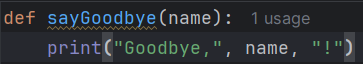 def sayGoodbye(name): 1 usage
    print("Goodbye,", name, "!")